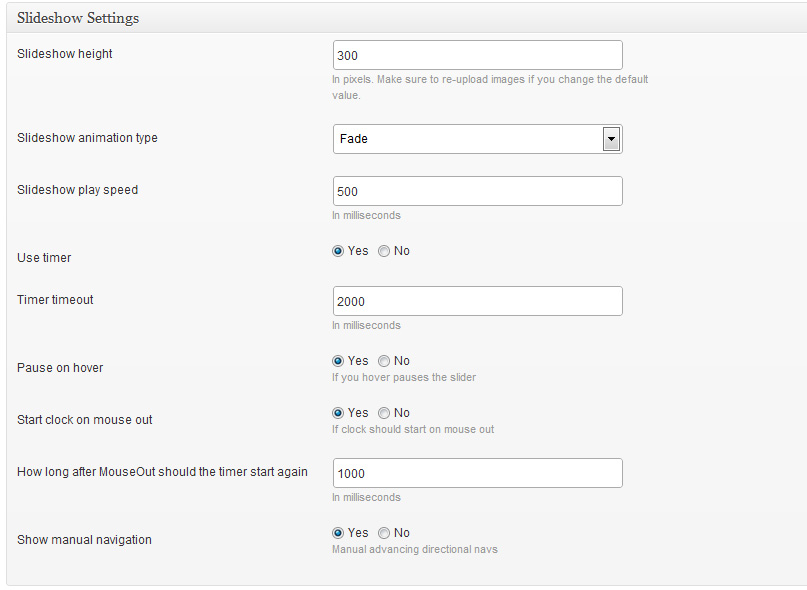 Slideshow Settings
Slideshow height
300
In pixels. Make sure to re-upload images if you change the default
value.
Slideshow animation type
Fade
Slideshow play speed
500
In milliseconds
Use timer
Yes No
Timer timeout
2000
In milliseconds
Pause on hover
Yes No
If you hover pauses the slider
Start clock on mouse out
Yes No
If clock should start on mouse out
How long after MouseOut should the timer start again
1000
In milliseconds
Show manual navigation
Yes No
Manual advancing directional navs